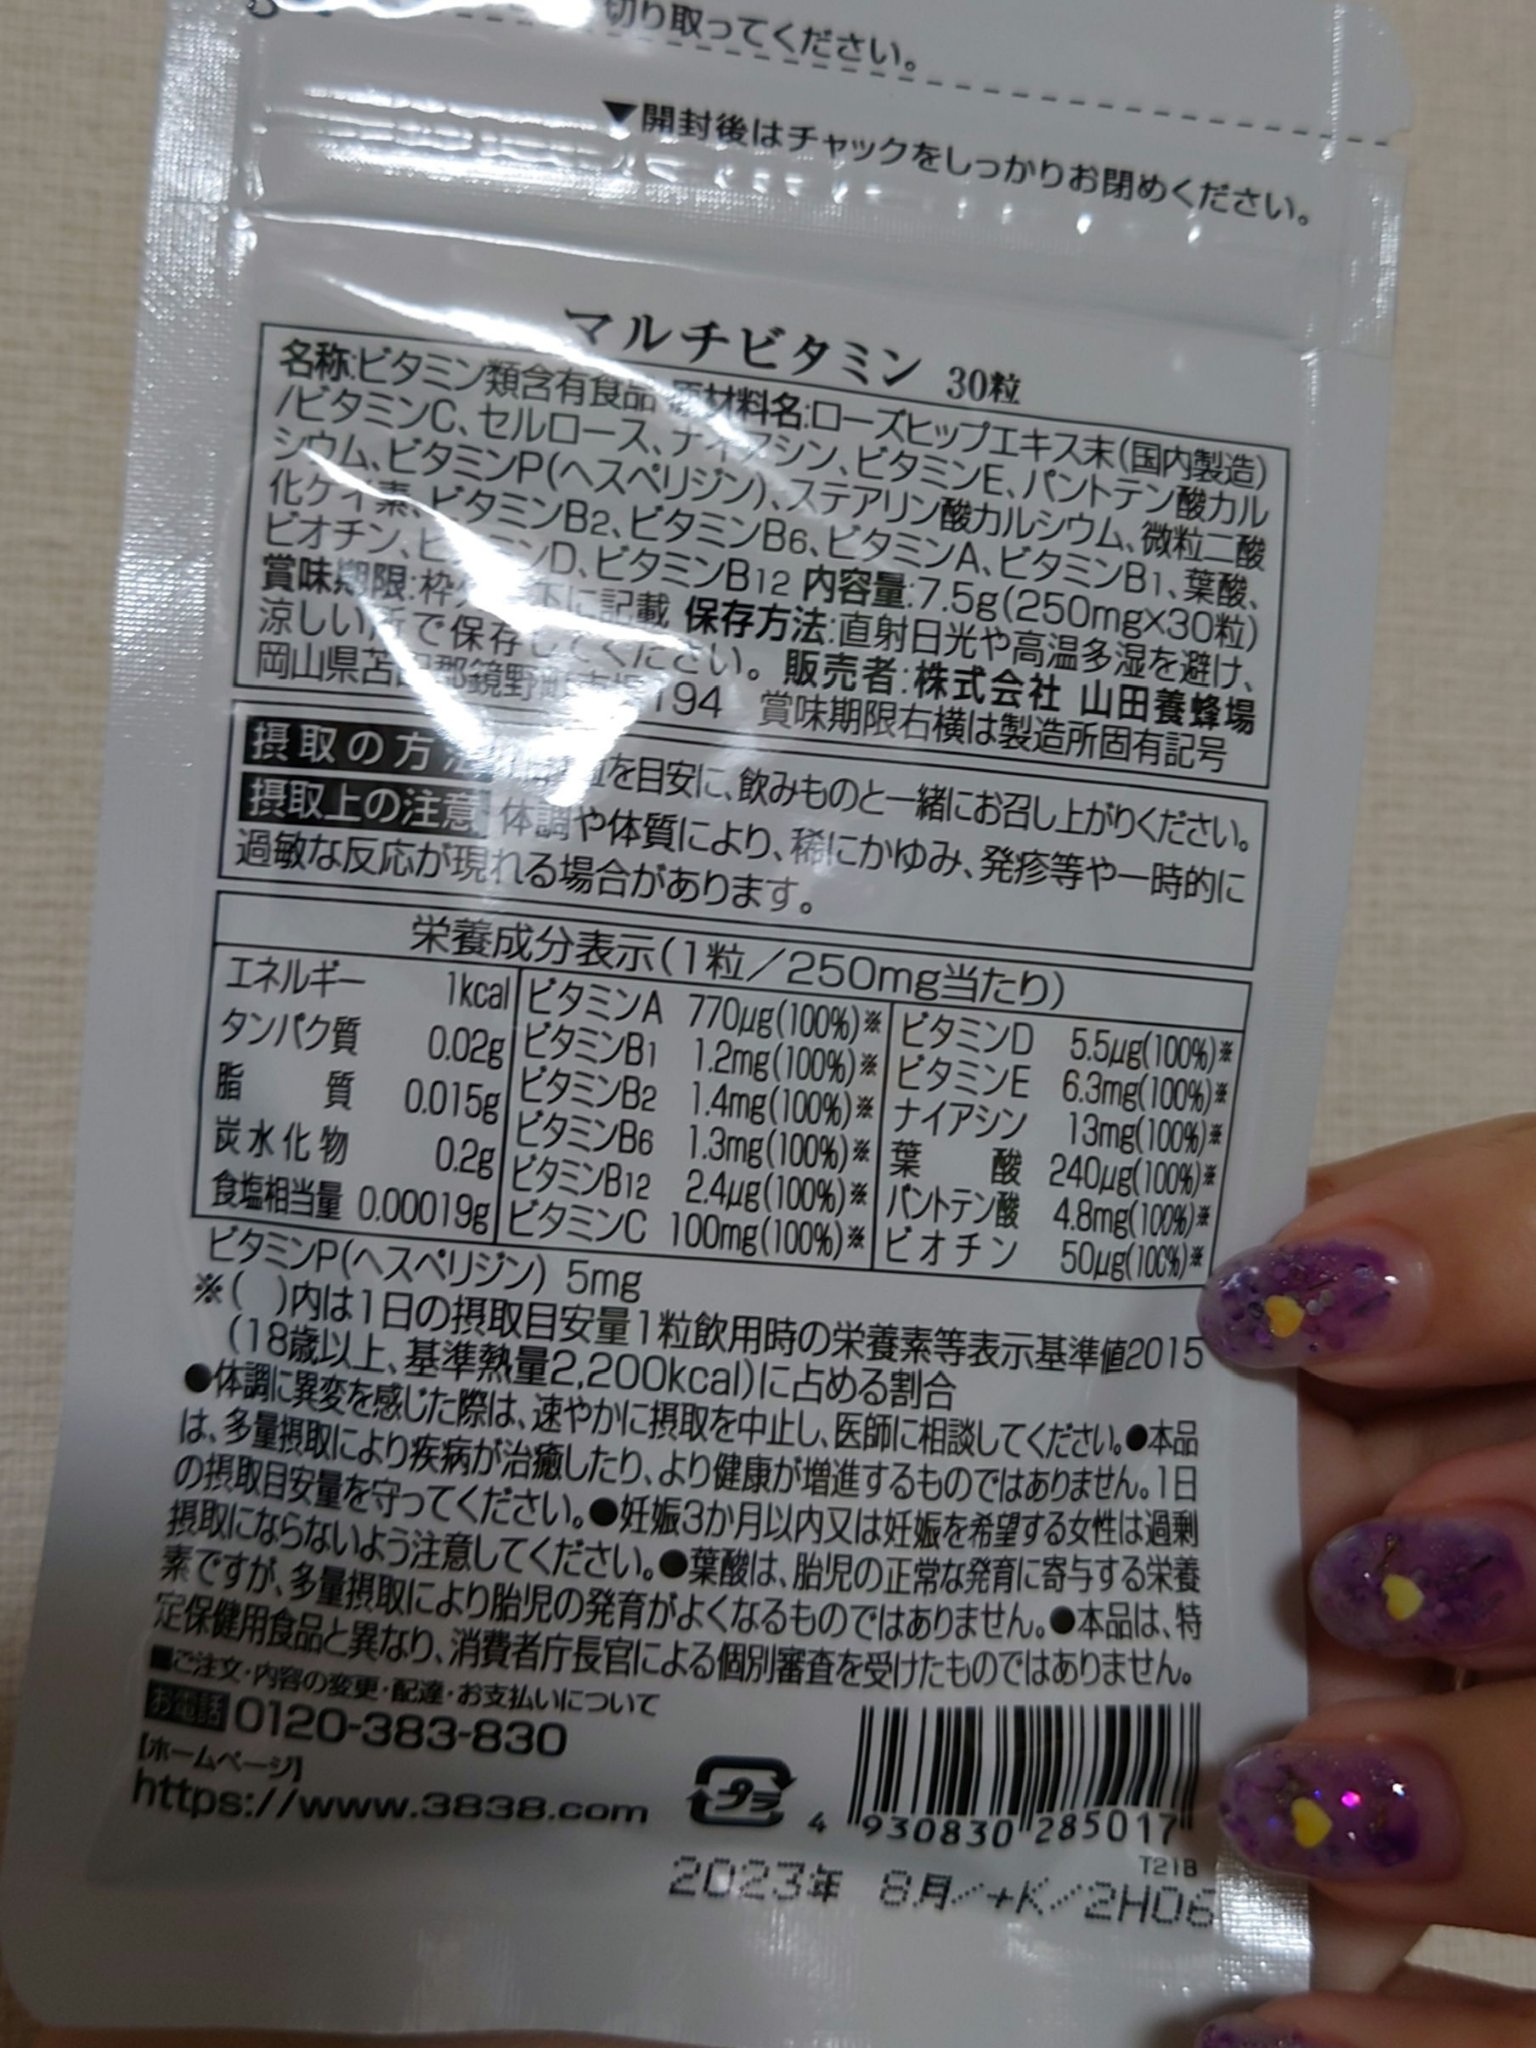 切り取ってください。
▼開封後はチャックをしっかりお閉めください。
マルチビタミン 30粒
名称:ビタミン類含有食品 原材料名:ローズヒップエキス末(国内製造)
/ビタミンC、セルロース、ナイアシン、ビタミンE、パントテン酸カル
シウム、ビタミンP(ヘスペリジン)、ステアリン酸カルシウム、微粒二酸
化ケイ素、ビタミンB2、ビタミンB6、ビタミンA、ビタミンB1、葉酸、
ビオチン、ビタミンD、ビタミンB12 内容量:7.5g(250mg×30粒)
賞味期限:枠外 下に記載 保存方法:直射日光や高温多湿を避け、
涼しい所で保存してください。 販売者:株式会社 山田養蜂場
岡山県苫田郡鏡野町 194 賞味期限右横は製造所固有記号
摂取の方法 粒を目安に、飲みものと一緒にお召し上がりください。
摂取上の注意 体調や体質により、稀にかゆみ、発疹等や一時的に
過敏な反応が現れる場合があります。
栄養成分表示(1粒/250mg当たり)
エネルギー 1kcal ビタミンA 770μg(100%)※ ビタミンD 5.5μg(100%)※
タンパク質 0.02g ビタミンB1 1.2mg(100%)※ ビタミンE 6.3mg(100%)※
脂質 0.015g ビタミンB2 1.4mg(100%)※ ナイアシン 13mg(100%)※
炭水化物 0.2g ビタミンB6 1.3mg(100%)※ 葉酸 240μg(100%)※
食塩相当量 0.00019g ビタミンB12 2.4μg(100%)※ パントテン酸 4.8mg(100%)※
ビタミンC 100mg(100%)※ ビオチン 50μg(100%)※
ビタミンP(ヘスペリジン) 5mg
※( )内は1日の摂取目安量1粒飲用時の栄養素等表示基準値2015
(18歳以上、基準熱量2,200kcal)に占める割合
●体調に異変を感じた際は、速やかに摂取を中止し、医師に相談してください。●本品
は、多量摂取により疾病が治癒したり、より健康が増進するものではありません。1日
の摂取目安量を守ってください。●妊娠3か月以内又は妊娠を希望する女性は過剰
摂取にならないよう注意してください。●葉酸は、胎児の正常な発育に寄与する栄養
素ですが、多量摂取により胎児の発育がよくなるものではありません。●本品は、特
定保健用食品と異なり、消費者庁長官による個別審査を受けたものではありません。
■ご注文・内容の変更・配達・お支払いについて
お電話 0120-383-830
【ホームページ】
https://www.3838.com
プラ
4 930830 285017
T21B
2023年 8月/+K/2H06